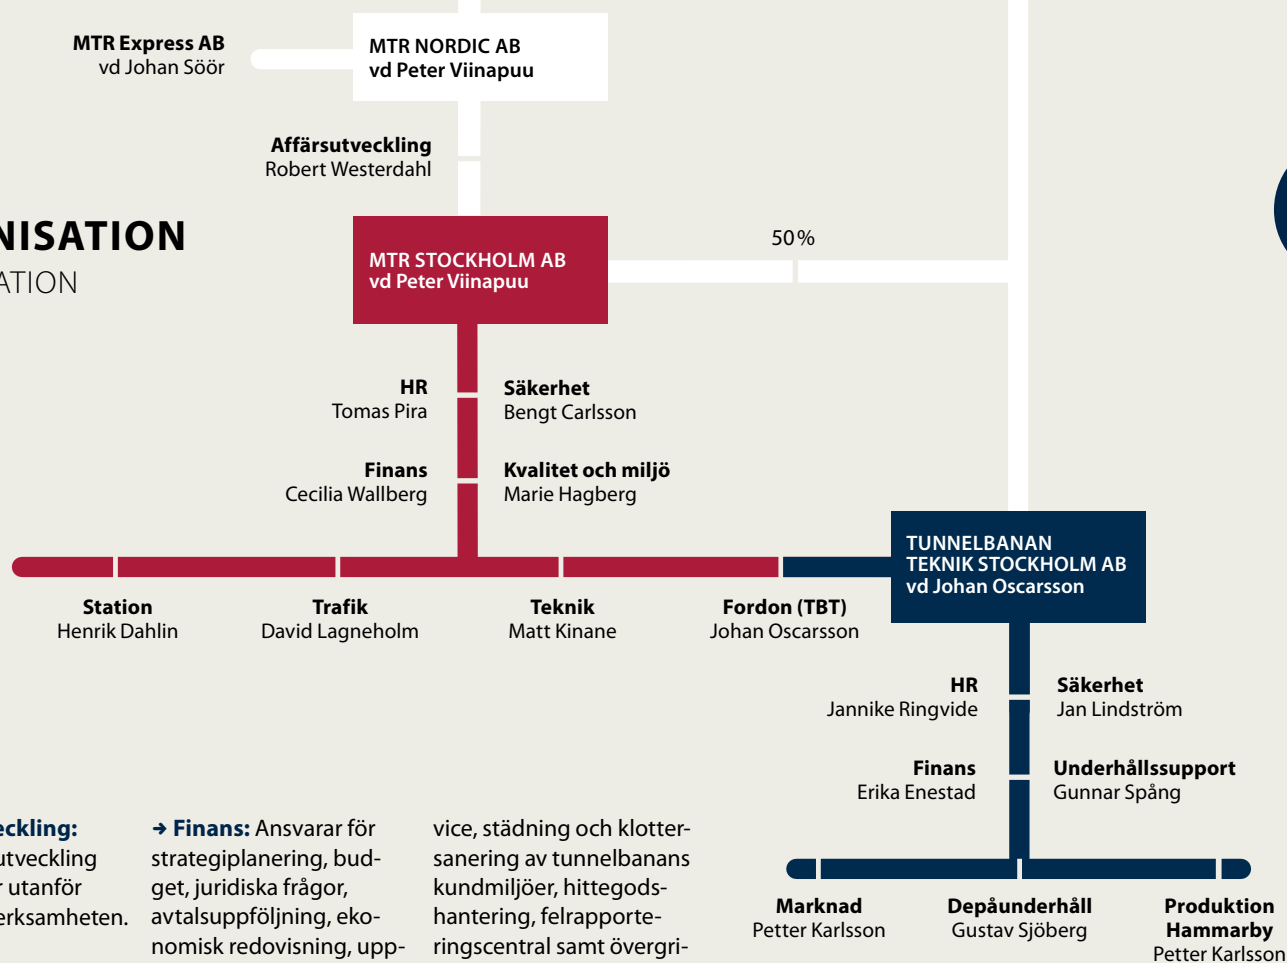 MTR Express AB
vd Johan Söör
MTR NORDIC AB
vd Peter Viinapuu
Affärsutveckling
Robert Westerdahl
NISATION
ATION
MTR STOCKHOLM AB
vd Peter Viinapuu
50 %
HR
Tomas Pira
Säkerhet
Bengt Carlsson
Finans
Cecilia Wallberg
Kvalitet och miljö
Marie Hagberg
TUNNELBANAN
TEKNIK STOCKHOLM AB
vd Johan Oscarsson
Station
Henrik Dahlin
Trafik
David Lagneholm
Teknik
Matt Kinane
Fordon (TBT)
Johan Oscarsson
HR
Jannike Ringvide
Säkerhet
Jan Lindström
Finans
Erika Enestad
Underhållssupport
Gunnar Spång
Marknad
Petter Karlsson
Depåunderhåll
Gustav Sjöberg
Produktion
Hammarby
Petter Karlsson
eckling:
utveckling
r utanför
erksamheten.
→ Finans: Ansvarar för
strategiplanering, bud-
get, juridiska frågor,
avtalsuppföljning, eko-
nomisk redovisning, upp-
vice, städning och klotter-
sanering av tunnelbanans
kundmiljöer, hittegods-
hantering, felrapporte-
ringscentral samt övergri-